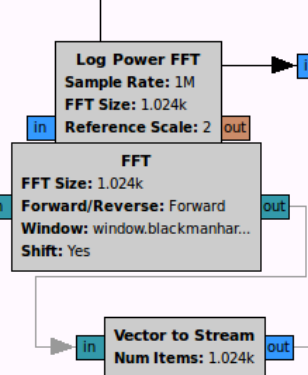 Log Power FFT
Sample Rate: 1M
FFT Size: 1.024k
Reference Scale: 2
in
out
FFT
FFT Size: 1.024k
Forward/Reverse: Forward
Window: window.blackmanhar...
Shift: Yes
out
Vector to Stream
Num Items: 1.024k
in
out